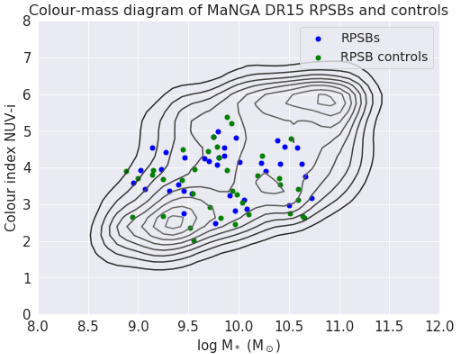 Colour-mass diagram of MaNGA DR15 RPSBs and controls
8
7
6
5
4
3
2
1
0
Colour index NUV-i
RPSBs
RPSB controls
8.0 8.5 9.0 9.5 10.0 10.5 11.0 11.5 12.0
log M* (M⊙)